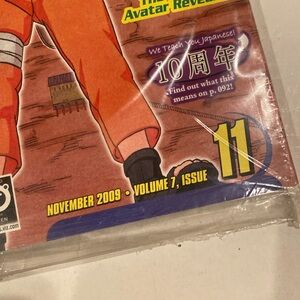 Avatar Reveal
We Teach You Japanese!
10周年
Find out what this
means on p. 092!
NOVEMBER 2009 • VOLUME 7, ISSUE 11